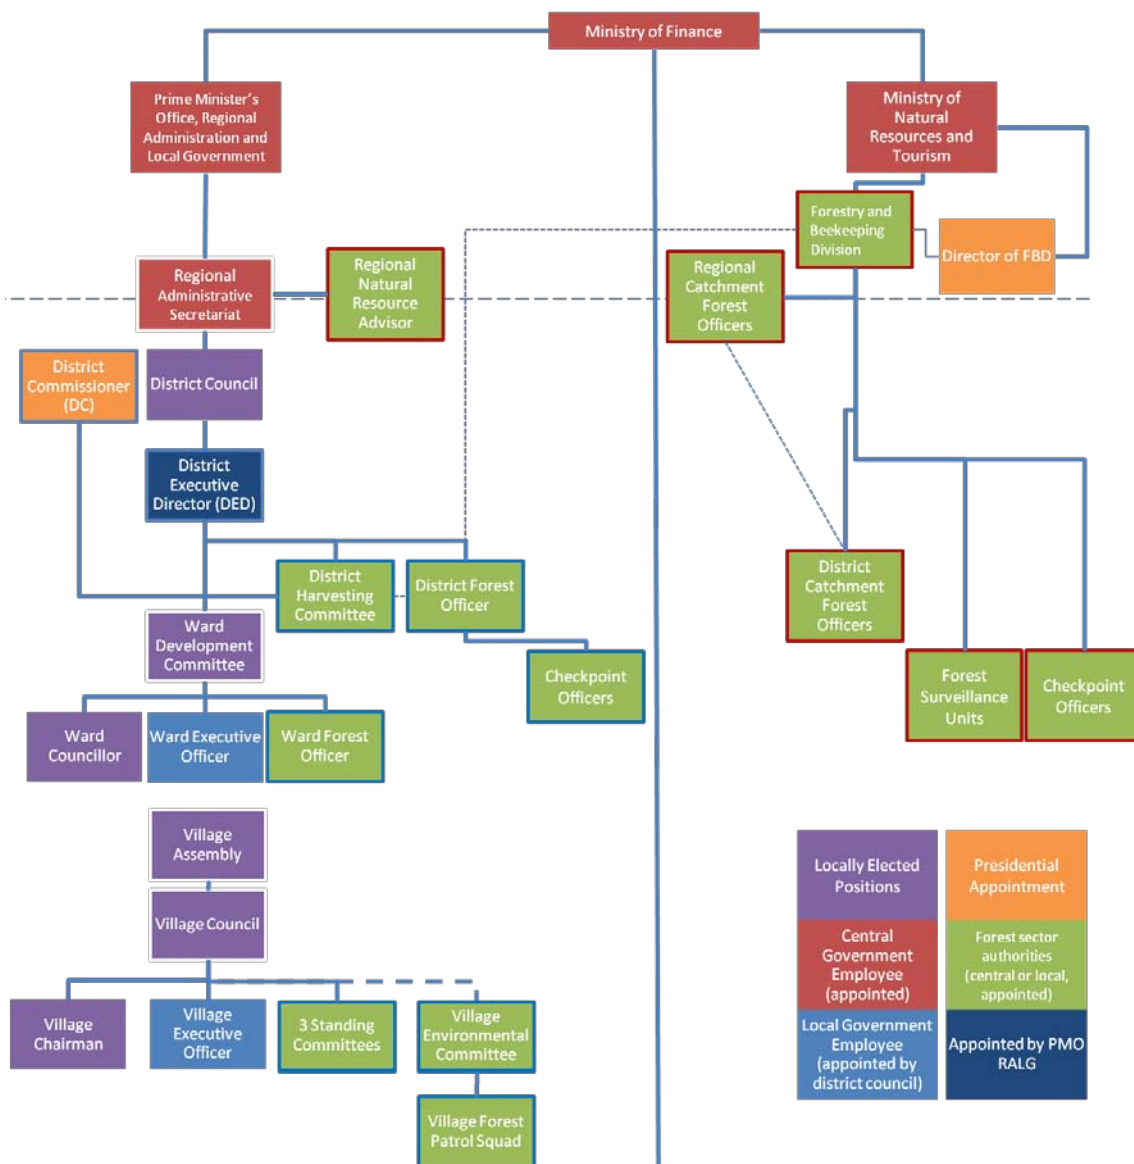 Ministry of Finance
Prime Minister's
Office, Regional
Administration and
Local Government
Ministry of
Natural
Resources and
Tourism
Forestry and
Beekeeping
Division
Director of FBD
Regional
Administrative
Secretariat
Regional
Natural
Resource
Advisor
Regional
Catchment
Forest
Officers
District
Commissioner
(DC)
District Council
District
Executive
Director (DED)
District
Harvesting
Committee
District Forest
Officer
District
Catchment
Forest
Officers
Ward
Development
Committee
Checkpoint
Officers
Forest
Surveillance
Units
Checkpoint
Officers
Ward
Councillor
Ward Executive
Officer
Ward Forest
Officer
Village
Assembly
Village Council
Village
Chairman
Village
Executive
Officer
3 Standing
Committees
Village
Environmental
Committee
Village Forest
Patrol Squad
Locally Elected
Positions
Presidential
Appointment
Central
Government
Employee
(appointed)
Forest sector
authorities
(central or local,
appointed)
Local Government
Employee
(appointed by
district council)
Appointed by PMO
RALG